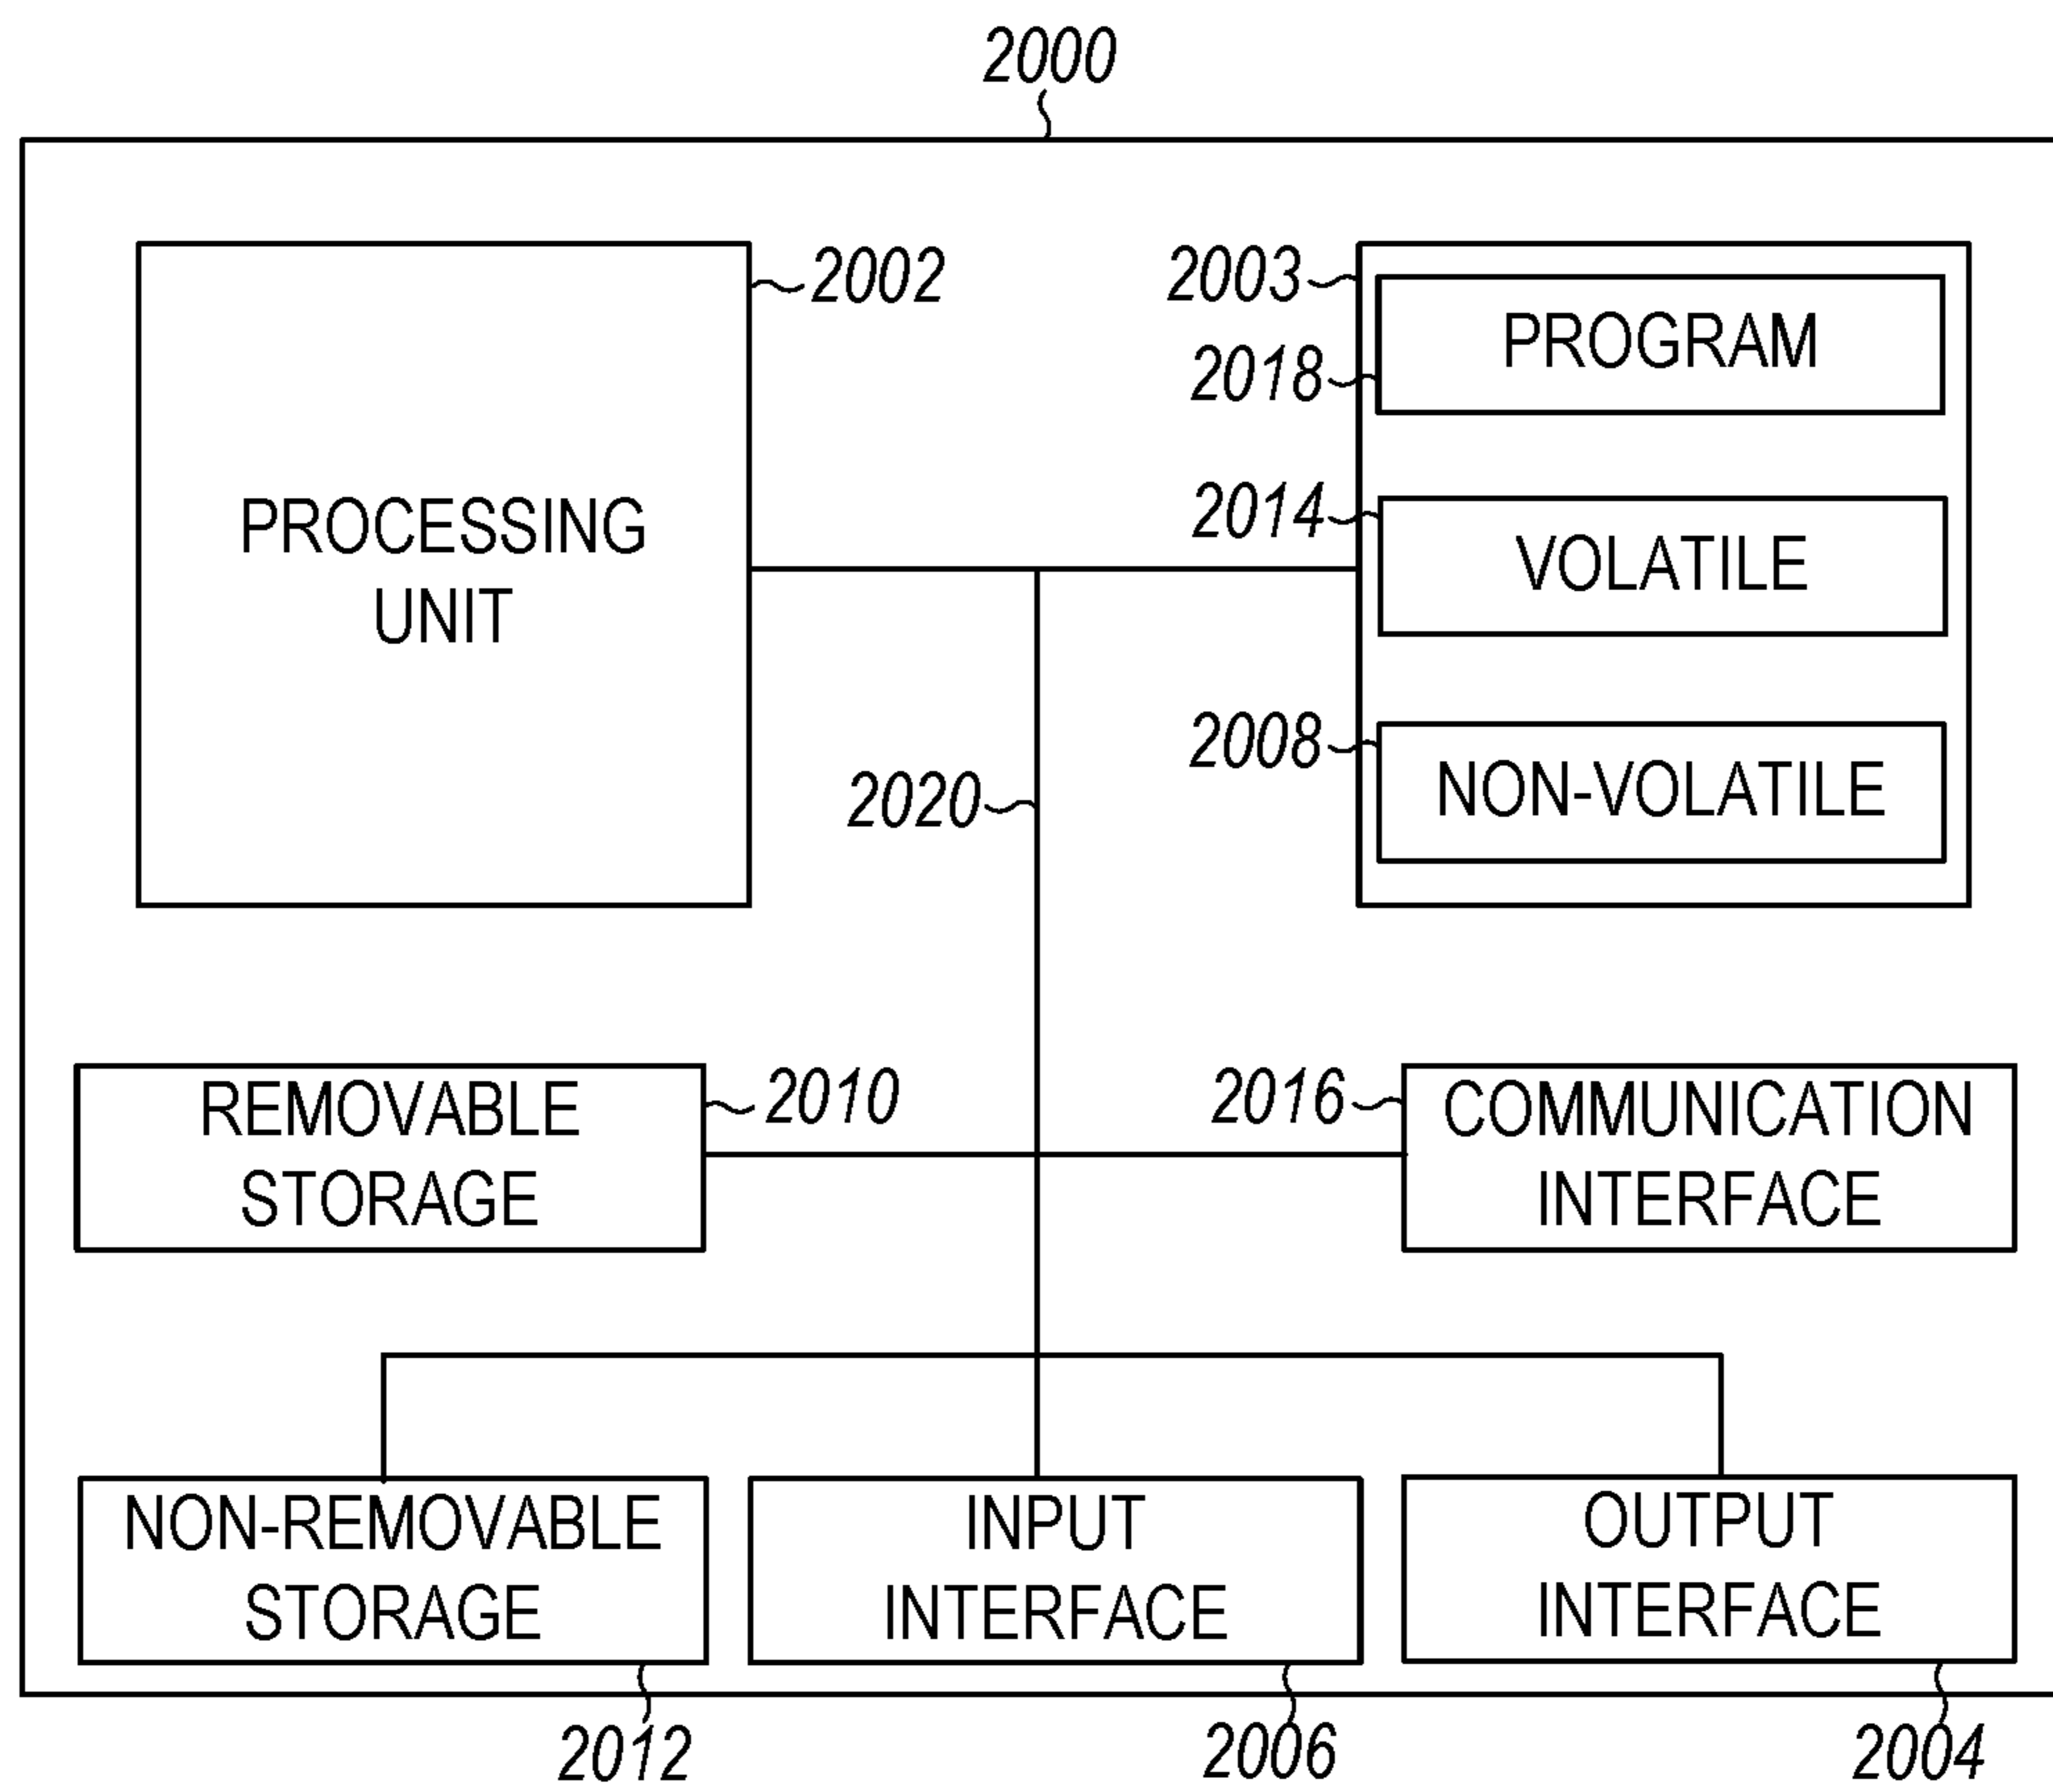 2000
2002
2003
PROGRAM
2018
2014
VOLATILE
PROCESSING
UNIT
2008
NON-VOLATILE
2020
REMOVABLE
STORAGE
2010
2016
COMMUNICATION
INTERFACE
NON-REMOVABLE
STORAGE
INPUT
INTERFACE
OUTPUT
INTERFACE
2012
2006
2004